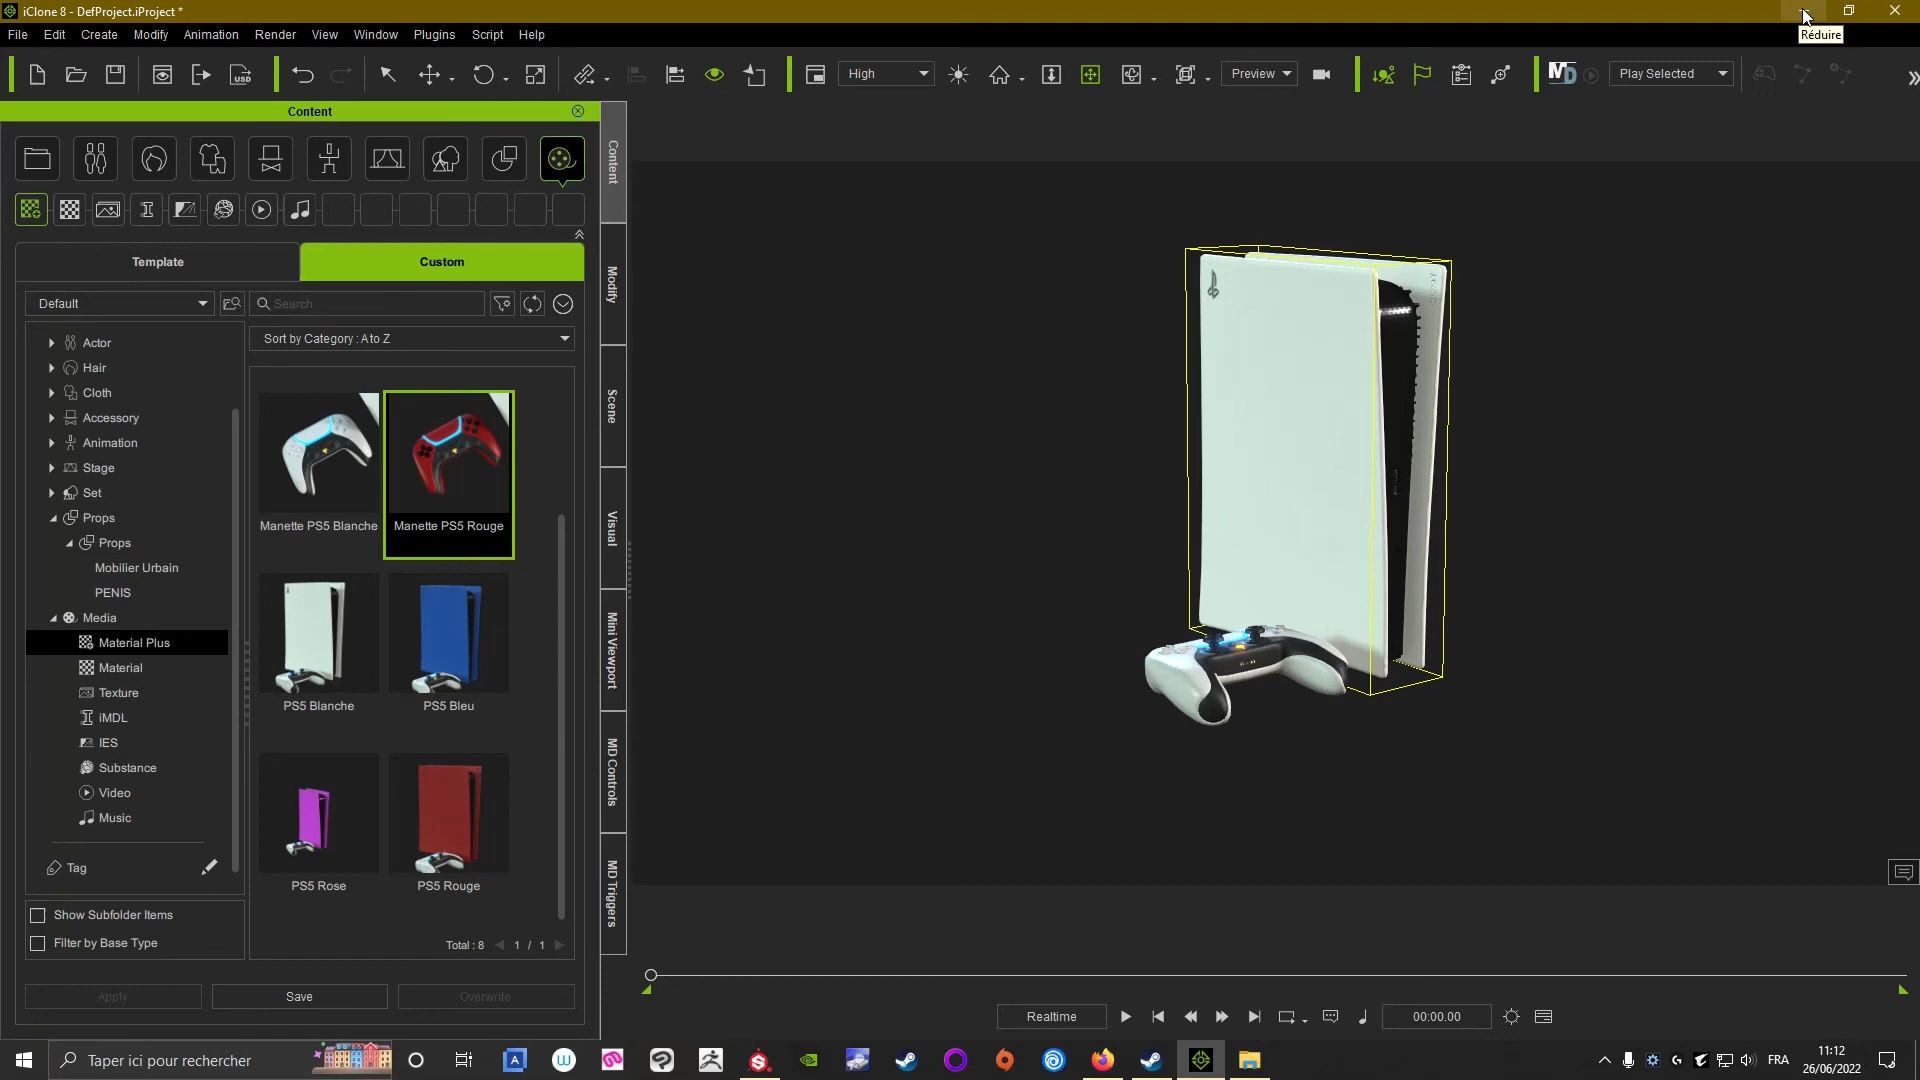 iClone 8 - DefProject.iProject *
Réduire
File Edit Create Modify Animation Render View Window Plugins Script Help
USD
High
Preview
MD
Play Selected
Content
Template
Custom
Default
Search
Sort by Category : A to Z
Actor
Hair
Cloth
Accessory
Animation
Stage
Set
Props
Props
Mobilier Urbain
PENIS
Media
Material Plus
Material
Texture
iMDL
IES
Substance
Video
Music
Tag
Show Subfolder Items
Filter by Base Type
Manette PS5 Blanche
Manette PS5 Rouge
PS5 Blanche
PS5 Bleu
PS5 Rose
PS5 Rouge
Total : 8
1 / 1
Apply
Save
Overwrite
Content
Modify
Scene
Visual
Mini Viewport
MD Controls
MD Triggers
Realtime
00:00.00
Taper ici pour rechercher
FRA
11:12
26/06/2022